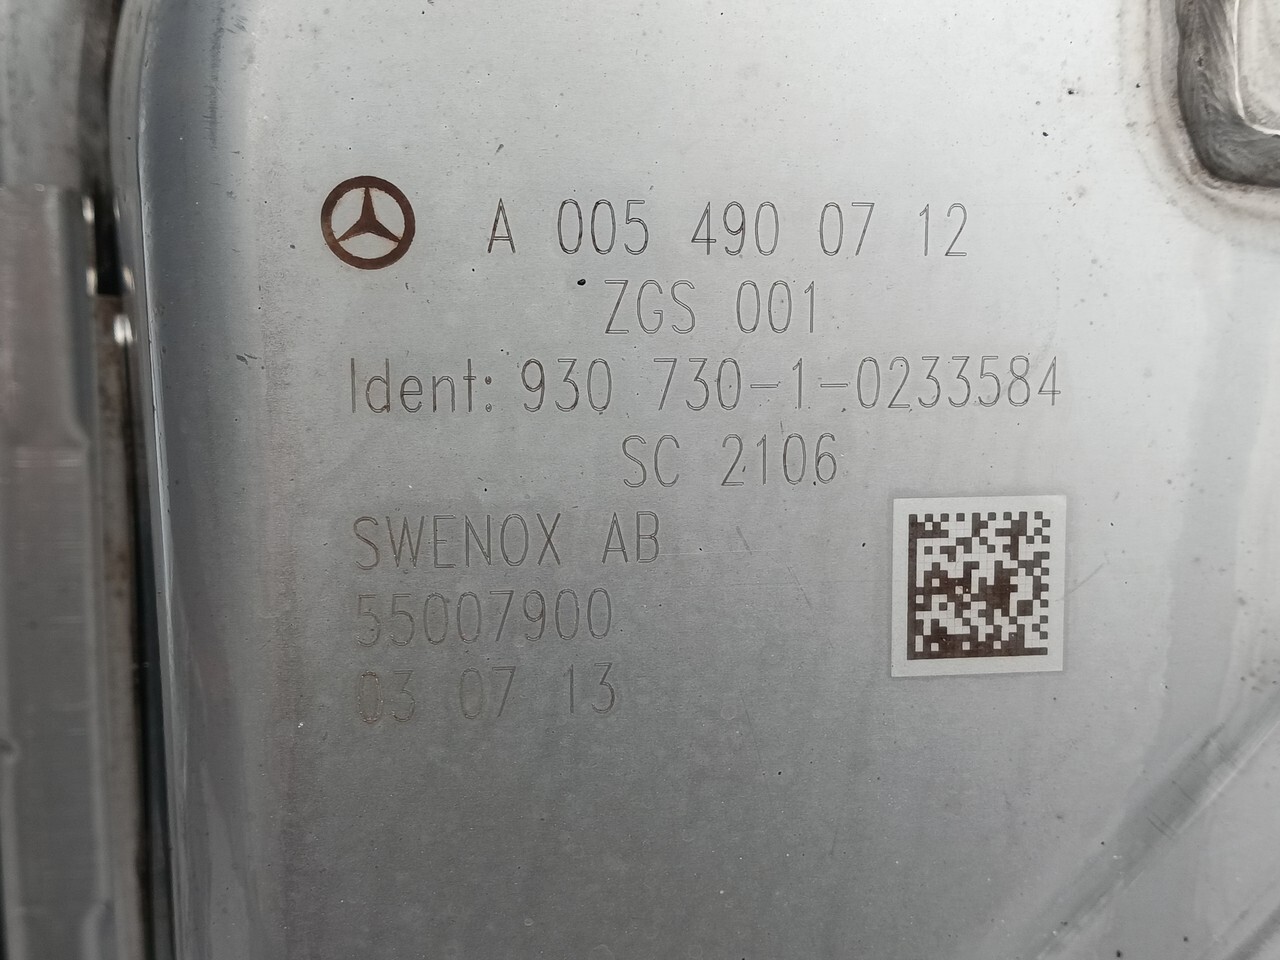 A 005 490 07 12
ZGS 001
Ident: 930 730-1-0233584
SC 2106
SWENOX AB
55007900
03 07 13